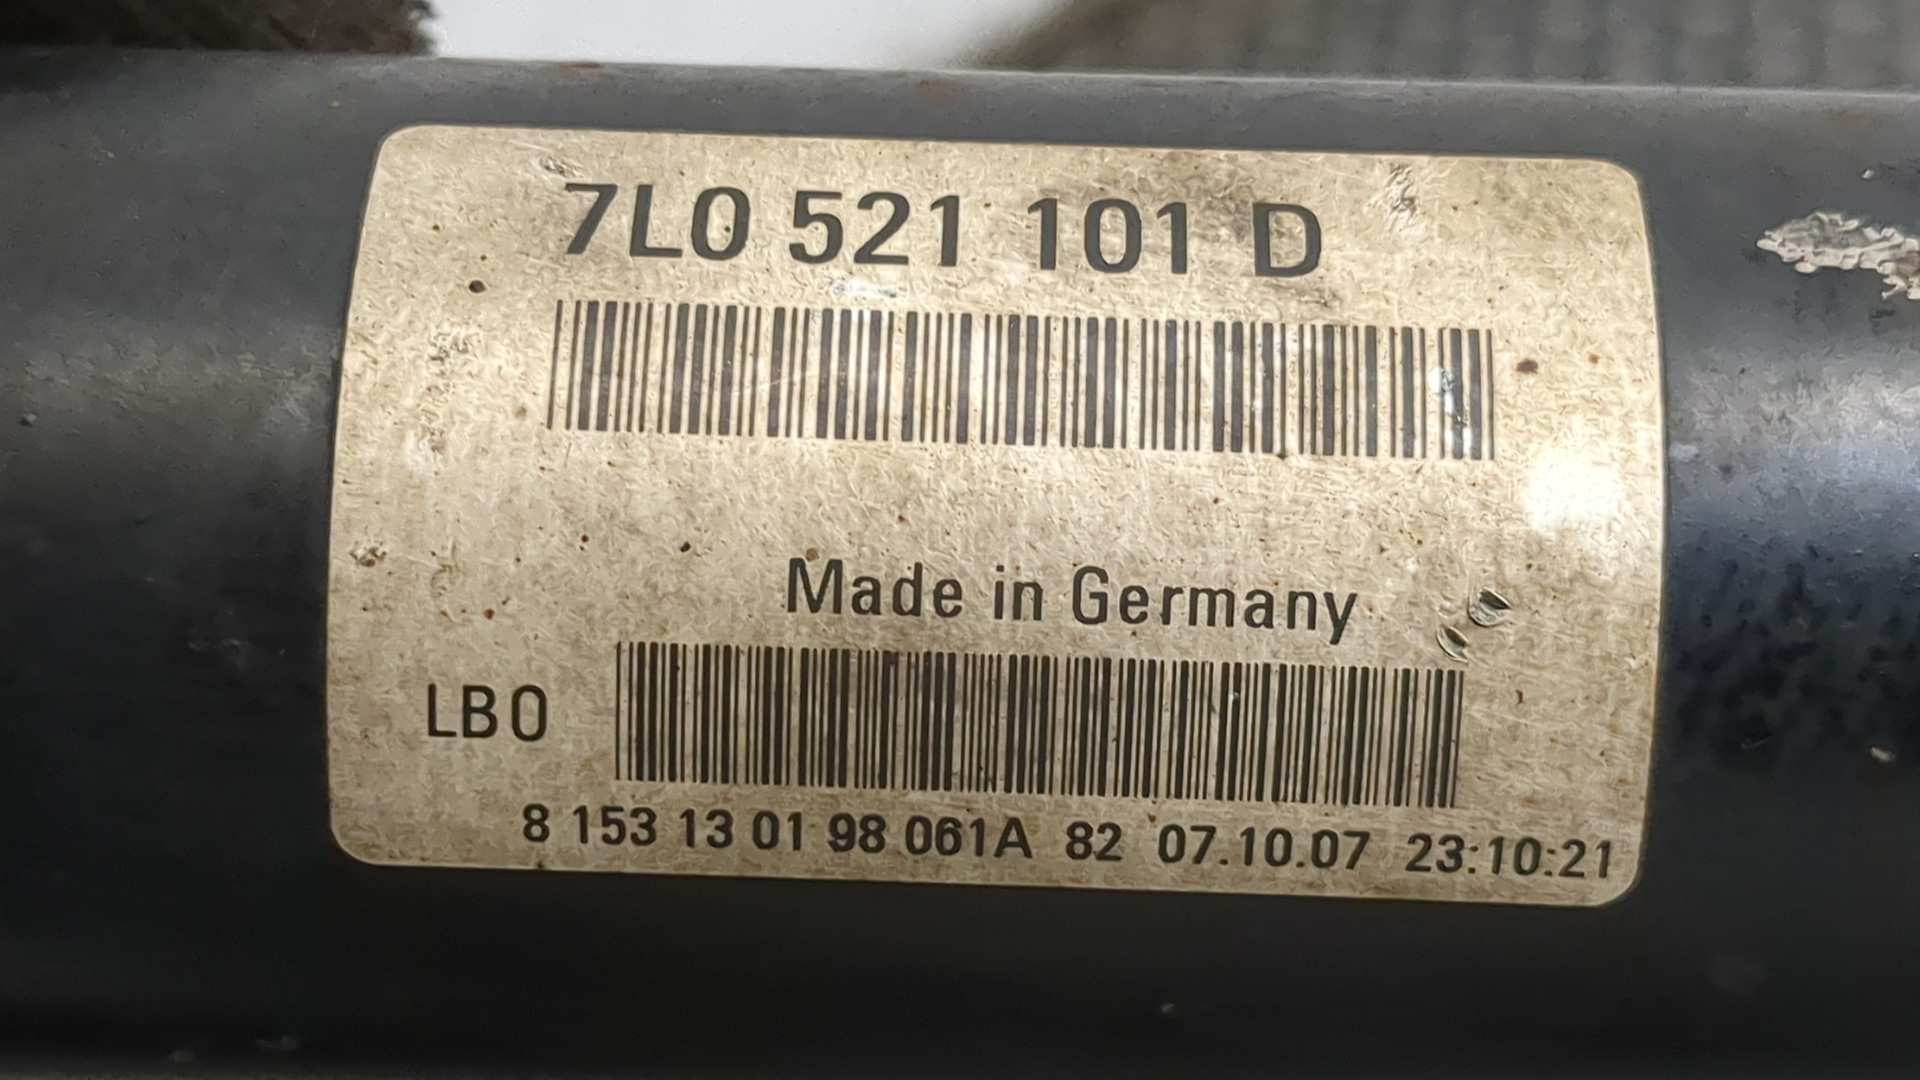 7L0 521 101 D
Made in Germany
LB0
8 153 13 01 98 061A 82 07.10.07 23:10:21